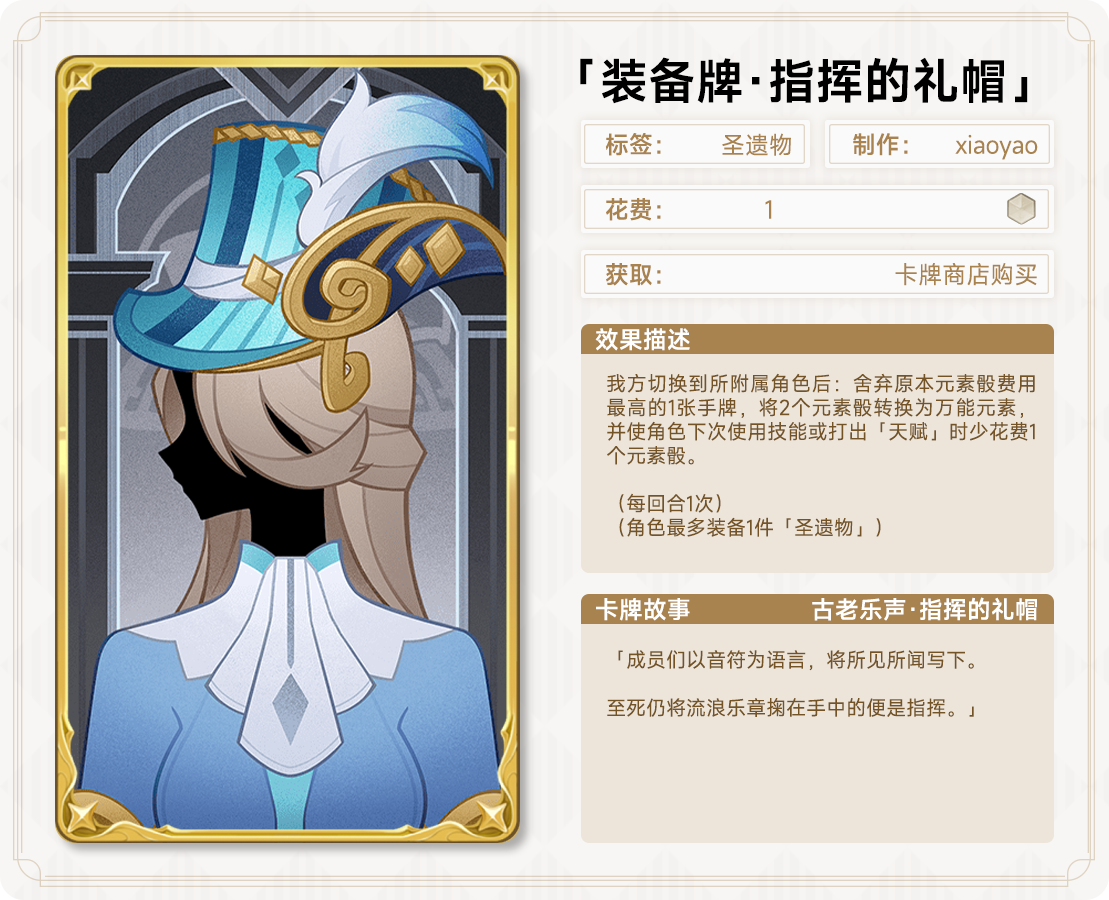 「装备牌·指挥的礼帽」
标签： 圣遗物
制作： xiaoyao
花费： 1
获取： 卡牌商店购买
效果描述
我方切换到所附属角色后：舍弃原本元素骰费用
最高的1张手牌，将2个元素骰转换为万能元素，
并使角色下次使用技能或打出「天赋」时少花费1
个元素骰。
（每回合1次）
（角色最多装备1件「圣遗物」）
卡牌故事 古老乐声·指挥的礼帽
「成员们以音符为语言，将所见所闻写下。
至死仍将流浪乐章掬在手中的便是指挥。」